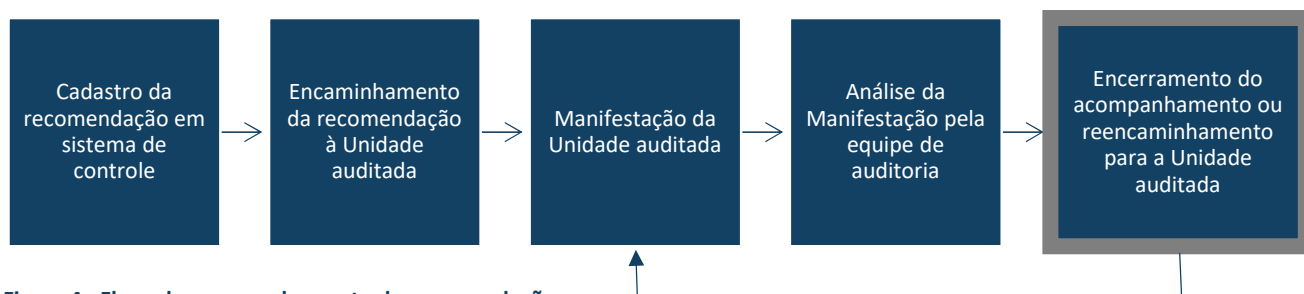 Cadastro da
recomendação em
sistema de
controle
Encaminhamento
da recomendação
à Unidade
auditada
Manifestação da
Unidade auditada
Análise da
Manifestação pela
equipe de
auditoria
Encerramento do
acompanhamento ou
reencaminhamento
para a Unidade
auditada